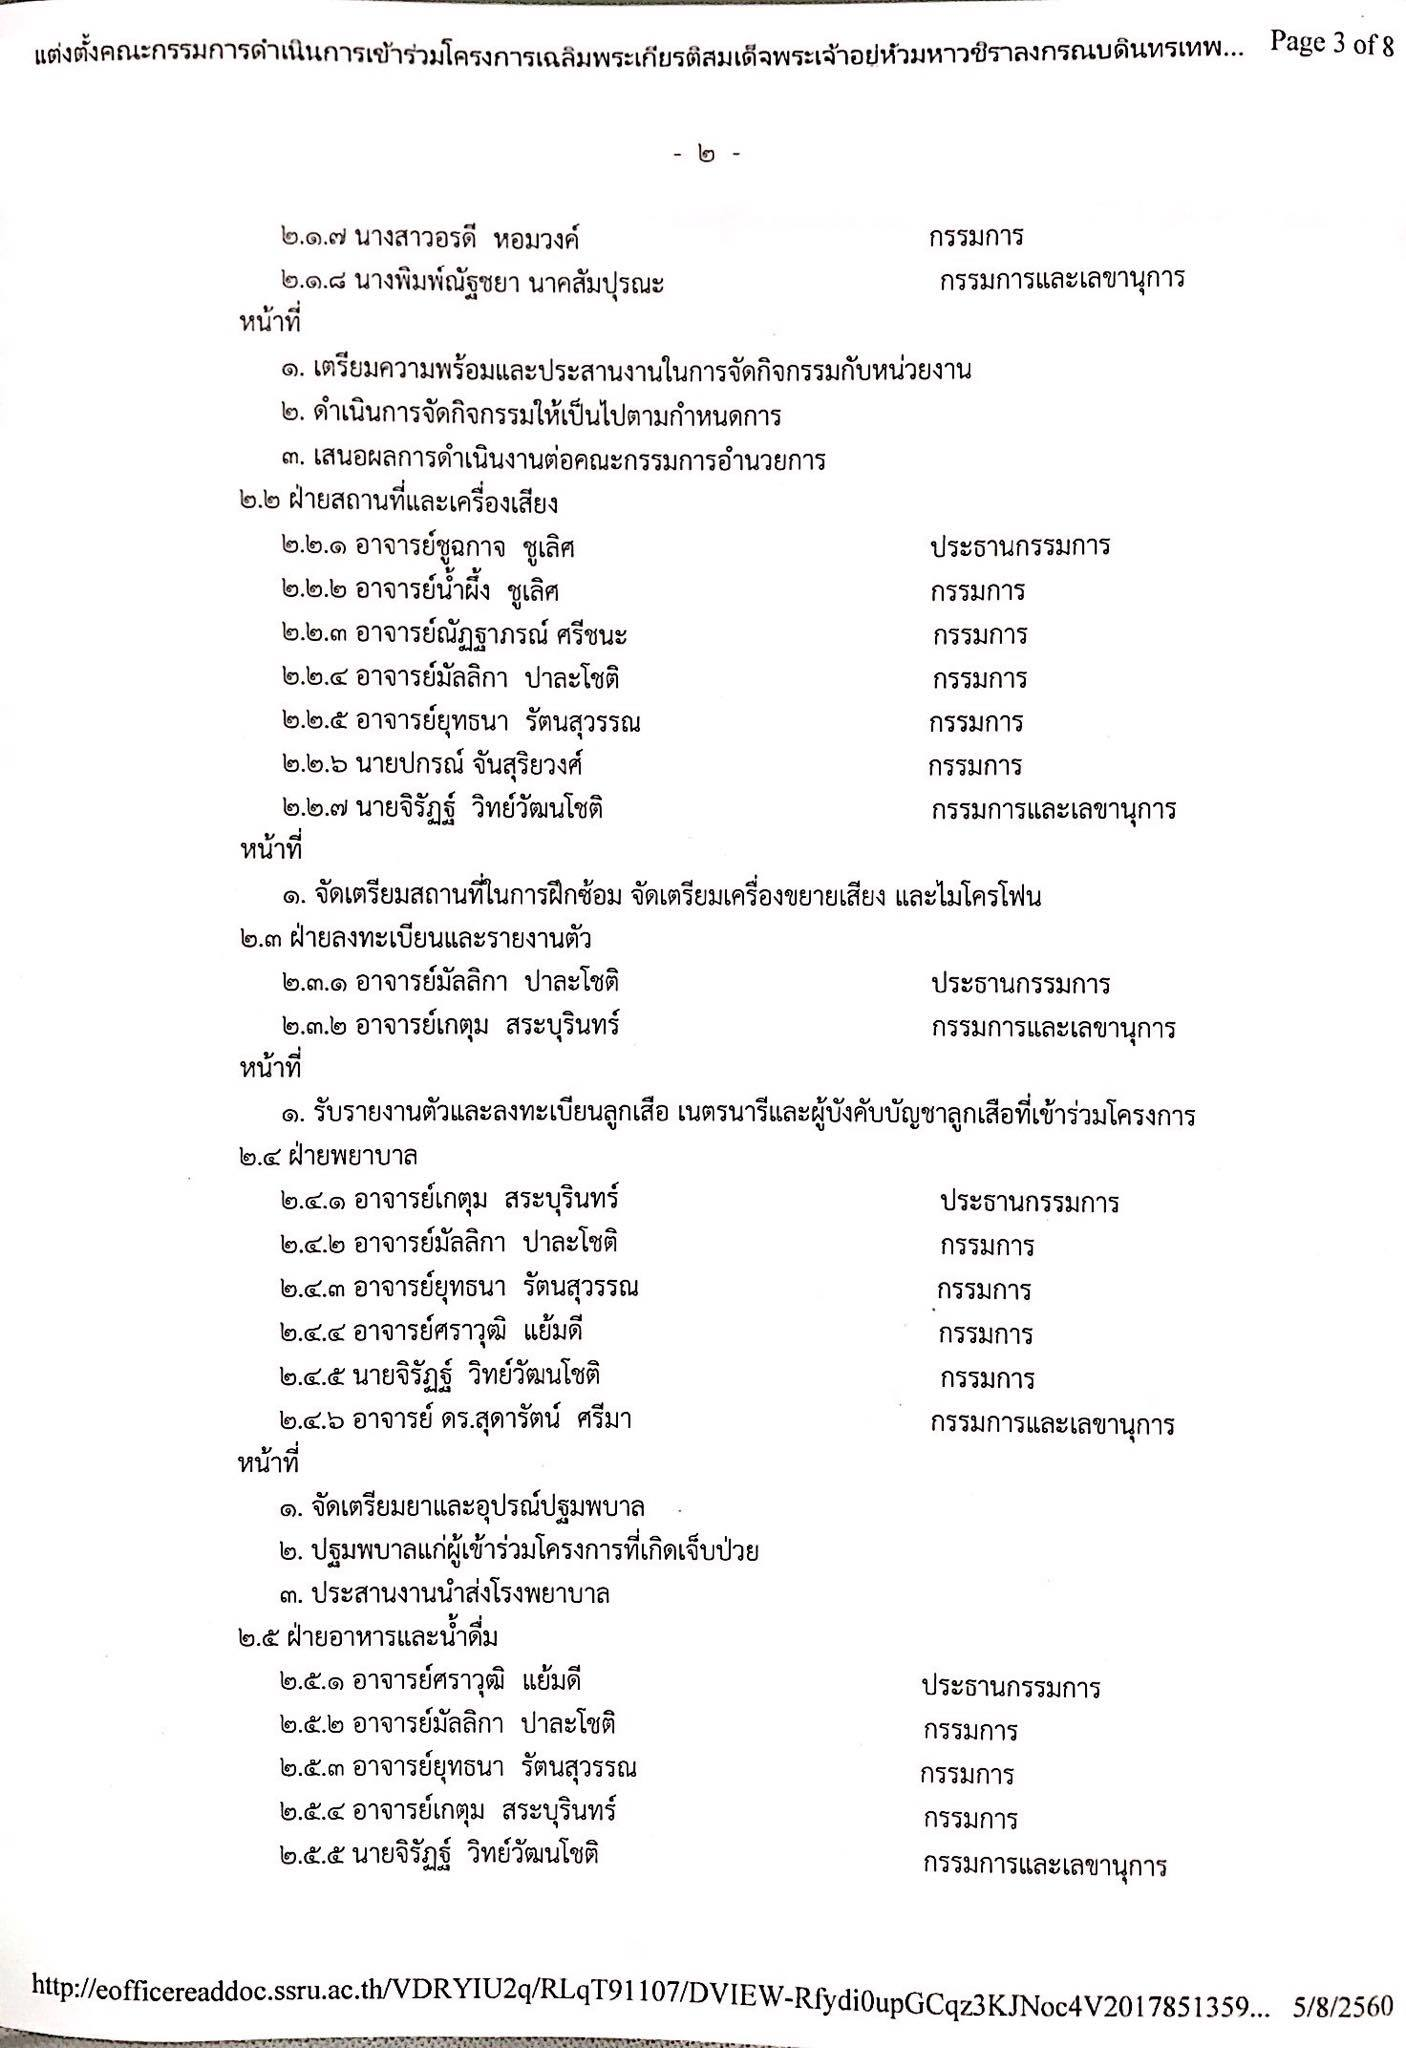 แต่งตั้งคณะกรรมการดำเนินการเข้าร่วมโครงการเฉลิมพระเกียรติสมเด็จพระเจ้าอยู่หัวมหาวชิราลงกรณบดินทรเทพ... Page 3 of 8
- ๒ -
๒.๑.๗ นางสาวอรดี หอมวงค์ กรรมการ
๒.๑.๘ นางพิมพ์ณัฐชยา นาคสัมปุรณะ กรรมการและเลขานุการ
หน้าที่
๑. เตรียมความพร้อมและประสานงานในการจัดกิจกรรมกับหน่วยงาน
๒. ดำเนินการจัดกิจกรรมให้เป็นไปตามกำหนดการ
๓. เสนอผลการดำเนินงานต่อคณะกรรมการอำนวยการ
๒.๒ ฝ่ายสถานที่และเครื่องเสียง
๒.๒.๑ อาจารย์ชูฉกาจ ชูเลิศ ประธานกรรมการ
๒.๒.๒ อาจารย์น้ำผึ้ง ชูเลิศ กรรมการ
๒.๒.๓ อาจารย์ณัฏฐาภรณ์ ศรีชนะ กรรมการ
๒.๒.๔ อาจารย์มัลลิกา ปาละโชติ กรรมการ
๒.๒.๕ อาจารย์ยุทธนา รัตนสุวรรณ กรรมการ
๒.๒.๖ นายปกรณ์ จันสุริยวงศ์ กรรมการ
๒.๒.๗ นายจิรัฏฐ์ วิทย์วัฒนโชติ กรรมการและเลขานุการ
หน้าที่
๑. จัดเตรียมสถานที่ในการฝึกซ้อม จัดเตรียมเครื่องขยายเสียง และไมโครโฟน
๒.๓ ฝ่ายลงทะเบียนและรายงานตัว
๒.๓.๑ อาจารย์มัลลิกา ปาละโชติ ประธานกรรมการ
๒.๓.๒ อาจารย์เกตุม สระบุรินทร์ กรรมการและเลขานุการ
หน้าที่
๑. รับรายงานตัวและลงทะเบียนลูกเสือ เนตรนารีและผู้บังคับบัญชาลูกเสือที่เข้าร่วมโครงการ
๒.๔ ฝ่ายพยาบาล
๒.๔.๑ อาจารย์เกตุม สระบุรินทร์ ประธานกรรมการ
๒.๔.๒ อาจารย์มัลลิกา ปาละโชติ กรรมการ
๒.๔.๓ อาจารย์ยุทธนา รัตนสุวรรณ กรรมการ
๒.๔.๔ อาจารย์ศราวุฒิ แย้มดี กรรมการ
๒.๔.๕ นายจิรัฏฐ์ วิทย์วัฒนโชติ กรรมการ
๒.๔.๖ อาจารย์ ดร.สุดารัตน์ ศรีมา กรรมการและเลขานุการ
หน้าที่
๑. จัดเตรียมยาและอุปรณ์ปฐมพบาล
๒. ปฐมพบาลแก่ผู้เข้าร่วมโครงการที่เกิดเจ็บป่วย
๓. ประสานงานนำส่งโรงพยาบาล
๒.๕ ฝ่ายอาหารและน้ำดื่ม
๒.๕.๑ อาจารย์ศราวุฒิ แย้มดี ประธานกรรมการ
๒.๕.๒ อาจารย์มัลลิกา ปาละโชติ กรรมการ
๒.๕.๓ อาจารย์ยุทธนา รัตนสุวรรณ กรรมการ
๒.๕.๔ อาจารย์เกตุม สระบุรินทร์ กรรมการ
๒.๕.๕ นายจิรัฏฐ์ วิทย์วัฒนโชติ กรรมการและเลขานุการ
http://eofficereaddoc.ssru.ac.th/VDRYIU2q/RLqT91107/DVIEW-Rfydi0upGCqz3KJNoc4V2017851359... 5/8/2560